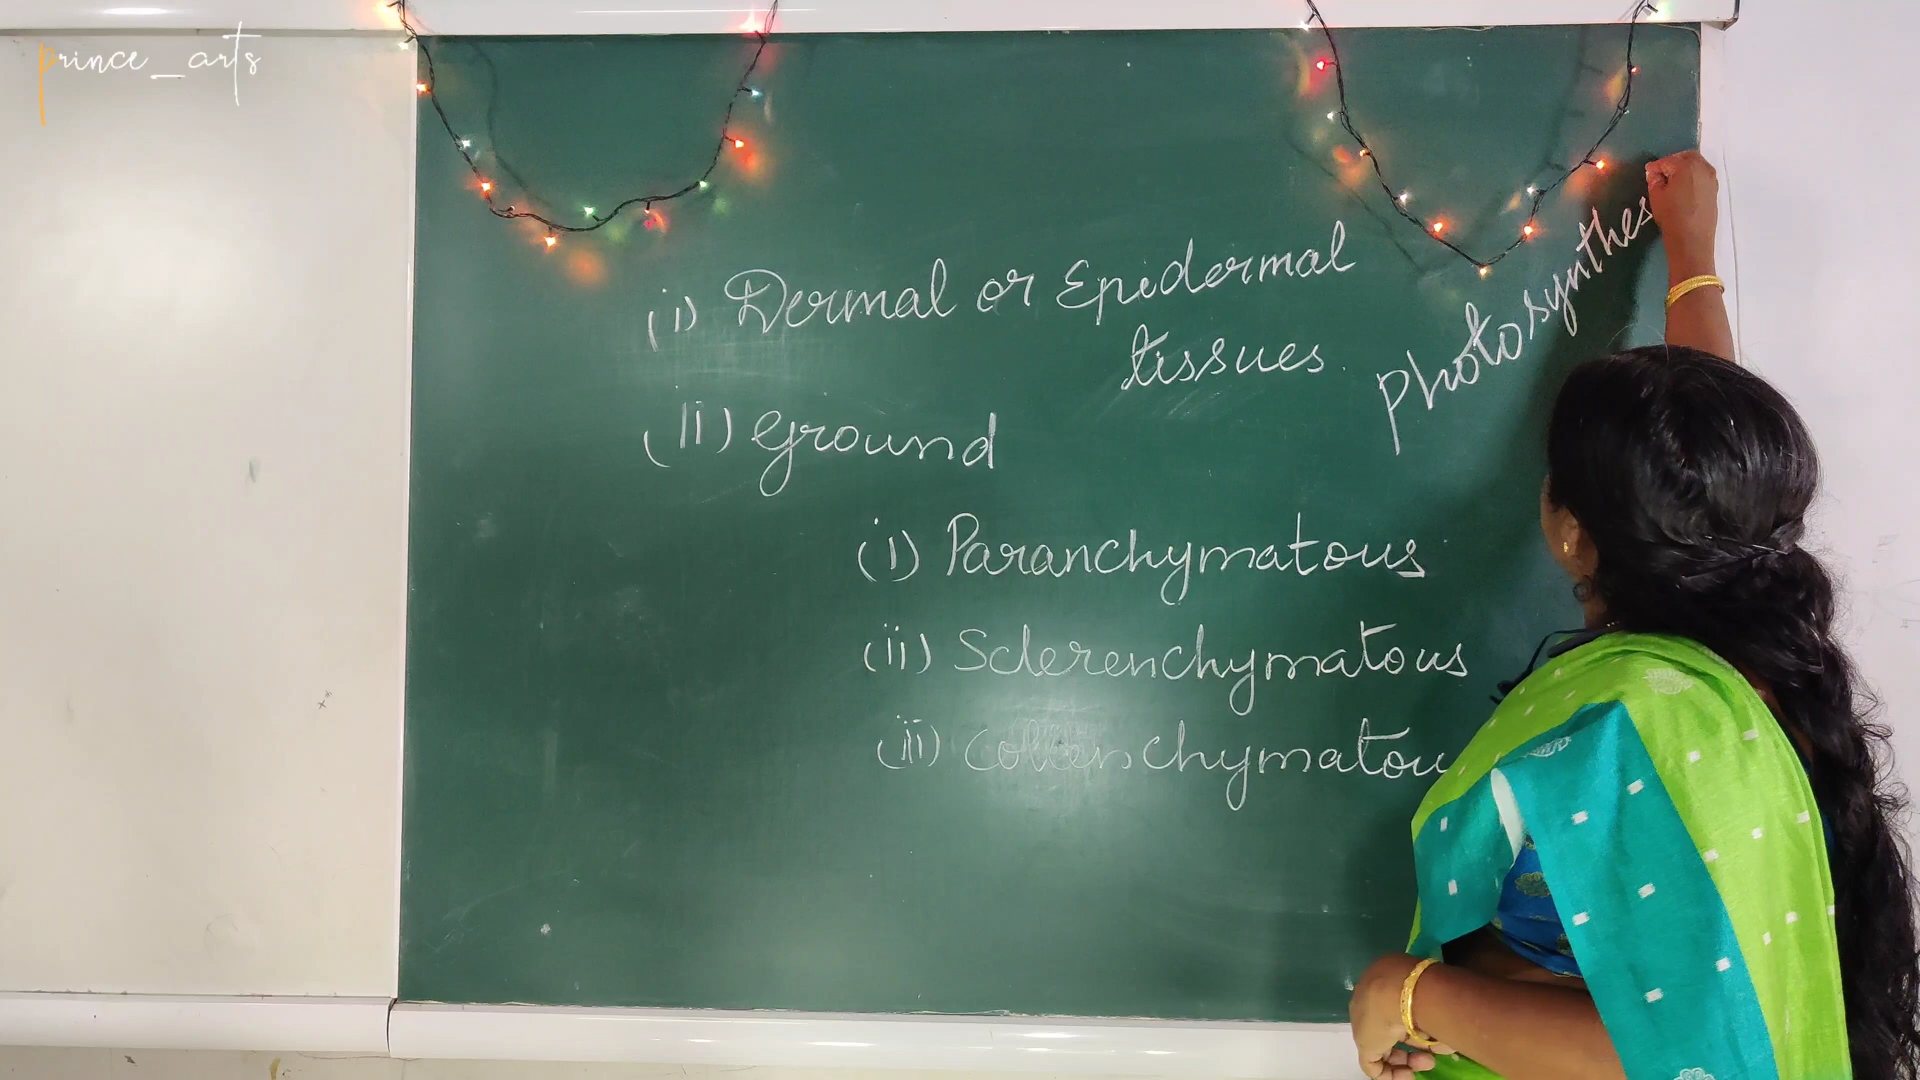 prince_arts
(i) Dermal or Epidermal
tissues.
photosynthes
(ii) Ground
(i) Paranchymatous
(ii) Sclerenchymatous
(iii) Collenchymatou